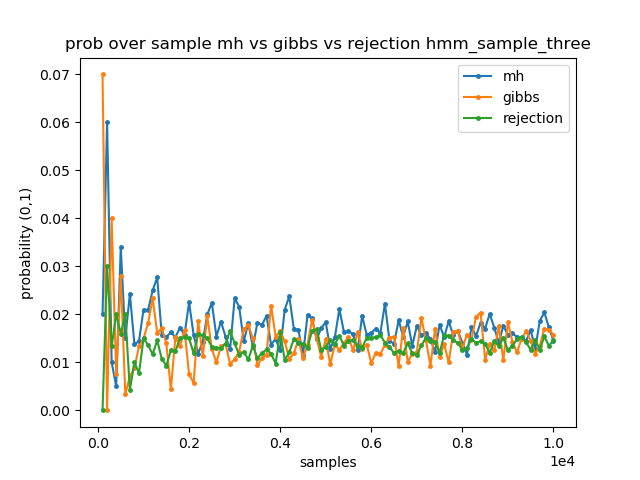 prob over sample mh vs gibbs vs rejection hmm_sample_three
mh
gibbs
rejection
probability (0,1)
0.07
0.06
0.05
0.04
0.03
0.02
0.01
0.00
0.0
0.2
0.4
0.6
0.8
1.0
1e4
samples